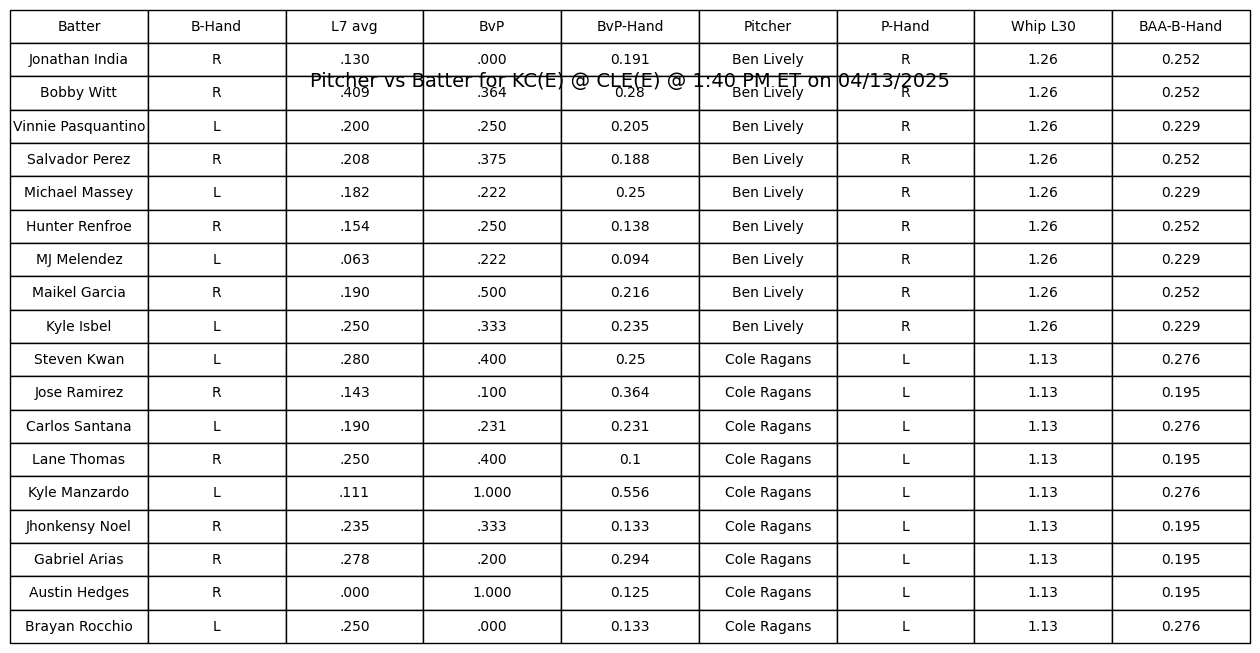 Batter B-Hand L7 avg BvP BvP-Hand Pitcher P-Hand Whip L30 BAA-B-Hand
Jonathan India R .130 .000 0.191 Ben Lively R 1.26 0.252
Pitcher vs Batter for KC(E) @ CLE(E) @ 1:40 PM ET on 04/13/2025
Bobby Witt R .409 .364 0.28 Ben Lively R 1.26 0.252
Vinnie Pasquantino L .200 .250 0.205 Ben Lively R 1.26 0.229
Salvador Perez R .208 .375 0.188 Ben Lively R 1.26 0.252
Michael Massey L .182 .222 0.25 Ben Lively R 1.26 0.229
Hunter Renfroe R .154 .250 0.138 Ben Lively R 1.26 0.252
MJ Melendez L .063 .222 0.094 Ben Lively R 1.26 0.229
Maikel Garcia R .190 .500 0.216 Ben Lively R 1.26 0.252
Kyle Isbel L .250 .333 0.235 Ben Lively R 1.26 0.229
Steven Kwan L .280 .400 0.25 Cole Ragans L 1.13 0.276
Jose Ramirez R .143 .100 0.364 Cole Ragans L 1.13 0.195
Carlos Santana L .190 .231 0.231 Cole Ragans L 1.13 0.276
Lane Thomas R .250 .400 0.1 Cole Ragans L 1.13 0.195
Kyle Manzardo L .111 1.000 0.556 Cole Ragans L 1.13 0.276
Jhonkensy Noel R .235 .333 0.133 Cole Ragans L 1.13 0.195
Gabriel Arias R .278 .200 0.294 Cole Ragans L 1.13 0.195
Austin Hedges R .000 1.000 0.125 Cole Ragans L 1.13 0.195
Brayan Rocchio L .250 .000 0.133 Cole Ragans L 1.13 0.276